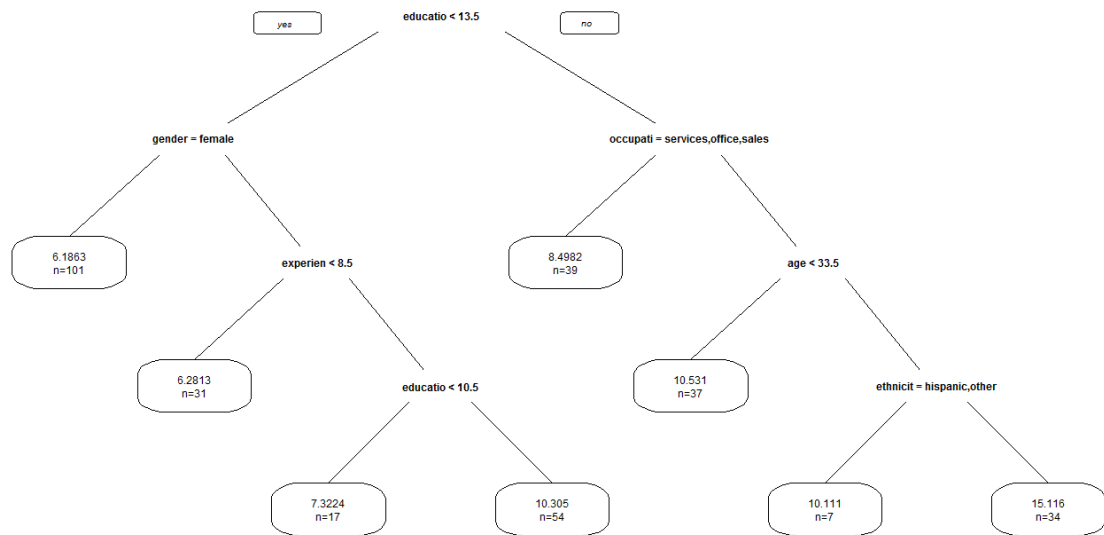 yes
educatio < 13.5
no
gender = female
occupati = services,office,sales
6.1863
n=101
experien < 8.5
8.4982
n=39
age < 33.5
6.2813
n=31
educatio < 10.5
10.531
n=37
ethnicit = hispanic,other
7.3224
n=17
10.305
n=54
10.111
n=7
15.116
n=34